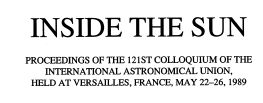 INSIDE THE SUN
PROCEEDINGS OF THE 121ST COLLOQUIUM OF THE
INTERNATIONAL ASTRONOMICAL UNION,
HELD AT VERSAILLES, FRANCE, MAY 22–26, 1989